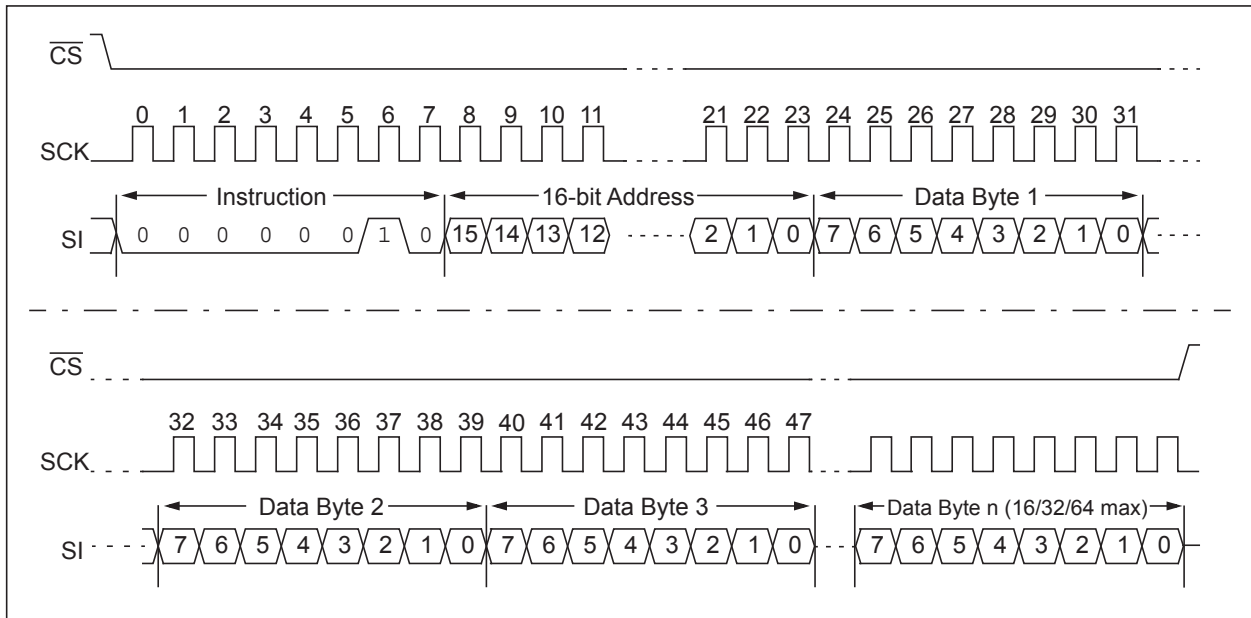 CS
0 1 2 3 4 5 6 7 8 9 10 11 21 22 23 24 25 26 27 28 29 30 31
SCK
Instruction 16-bit Address Data Byte 1
SI 0 0 0 0 0 0 1 0 15 14 13 12 2 1 0 7 6 5 4 3 2 1 0
CS
32 33 34 35 36 37 38 39 40 41 42 43 44 45 46 47
SCK
Data Byte 2 Data Byte 3 Data Byte n (16/32/64 max)
SI 7 6 5 4 3 2 1 0 7 6 5 4 3 2 1 0 7 6 5 4 3 2 1 0